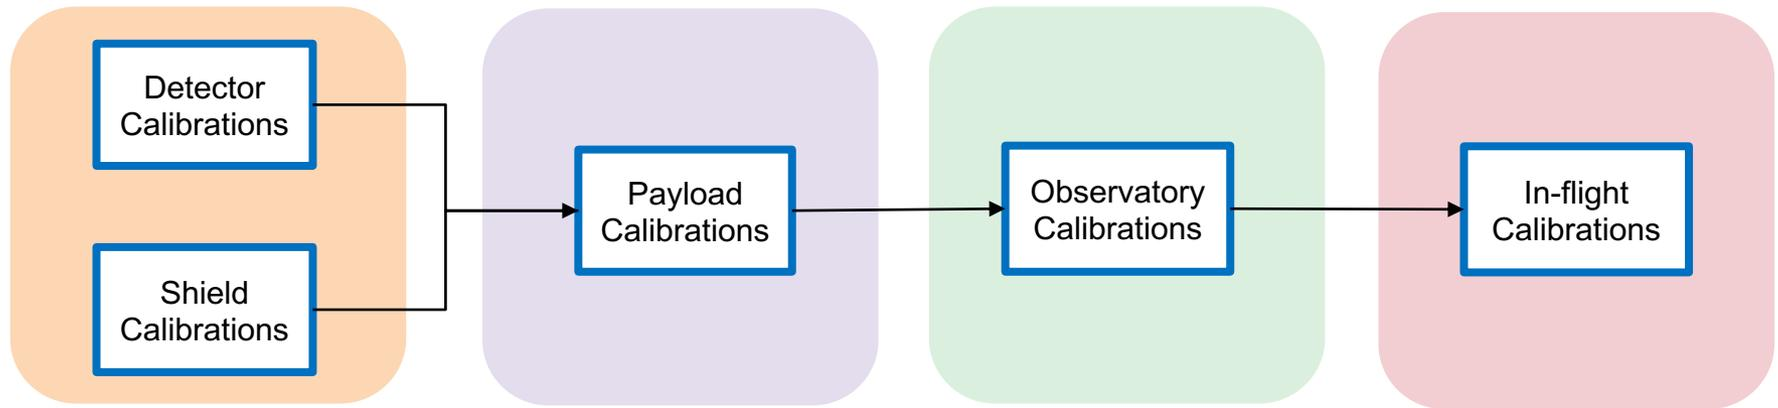 Detector
Calibrations
Shield
Calibrations
Payload
Calibrations
Observatory
Calibrations
In-flight
Calibrations